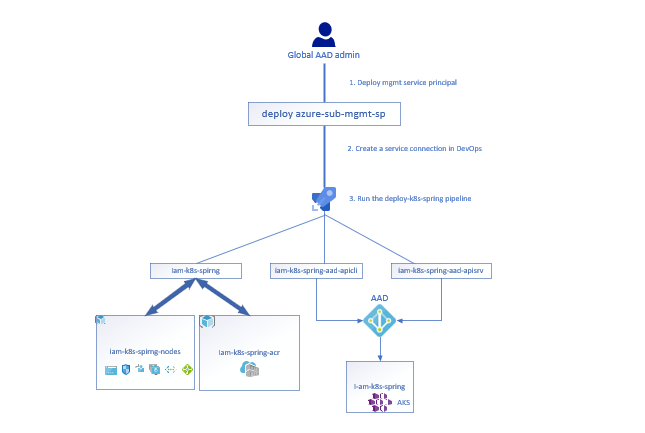 Global AAD admin
1. Deploy mgmt service principal
deploy azure-sub-mgmt-sp
2. Create a service connection in DevOps
3. Run the deploy-k8s-spring pipeline
iam-k8s-spirng
iam-k8s-spring-aad-apicli
iam-k8s-spring-aad-apisrv
AAD
iam-k8s-spirng-nodes
iam-k8s-spring-acr
I-am-k8s-spring
AKS